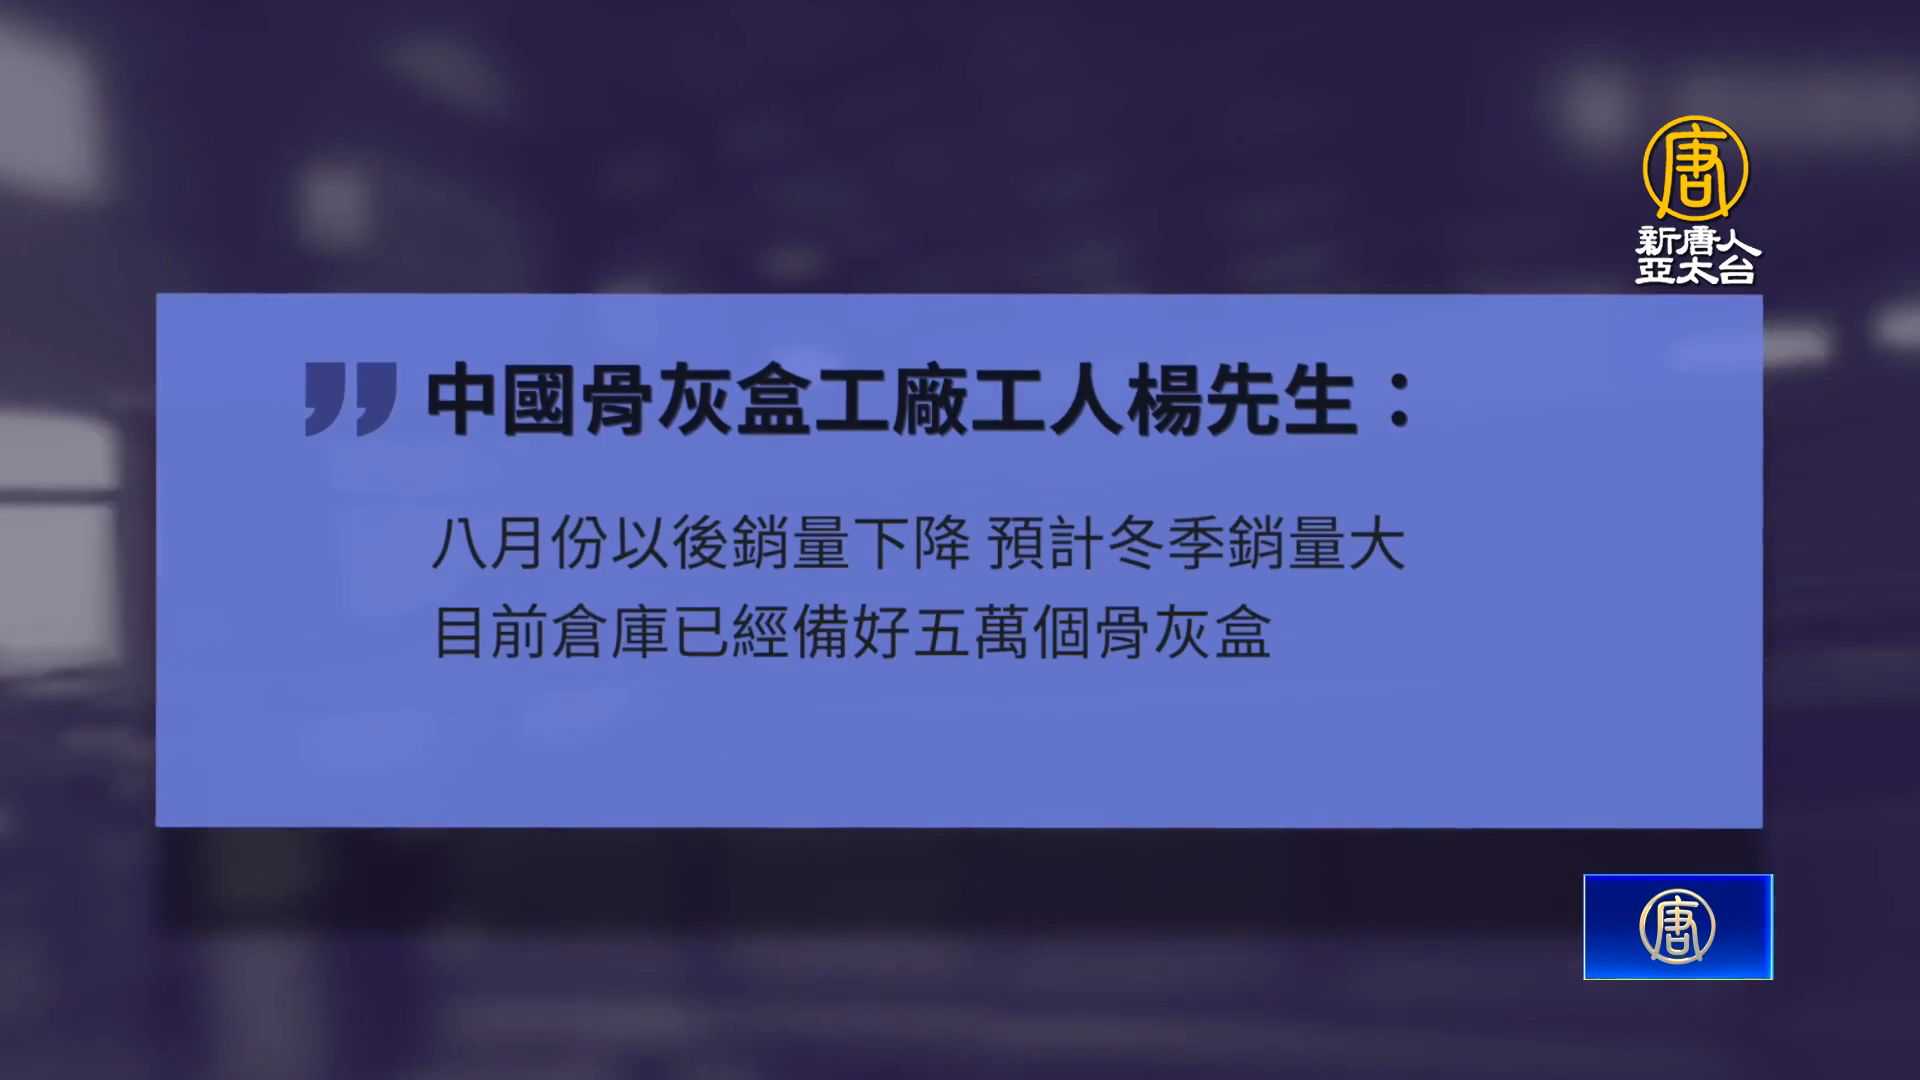 唐
新唐人
亞太台
中國骨灰盒工廠工人楊先生：
八月份以後銷量下降 預計冬季銷量大
目前倉庫已經備好五萬個骨灰盒
唐